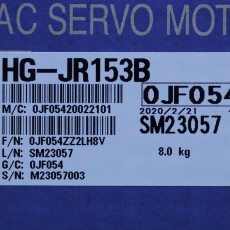 AC SERVO MOT
HG-JR153B
0JF054
M/C: 0JF05420022101
2020/2/21
SM23057
F/N: 0JF054ZZ2LH8V
L/N: SM23057
8.0 kg
G/C: 0JF054
S/N: M23057003